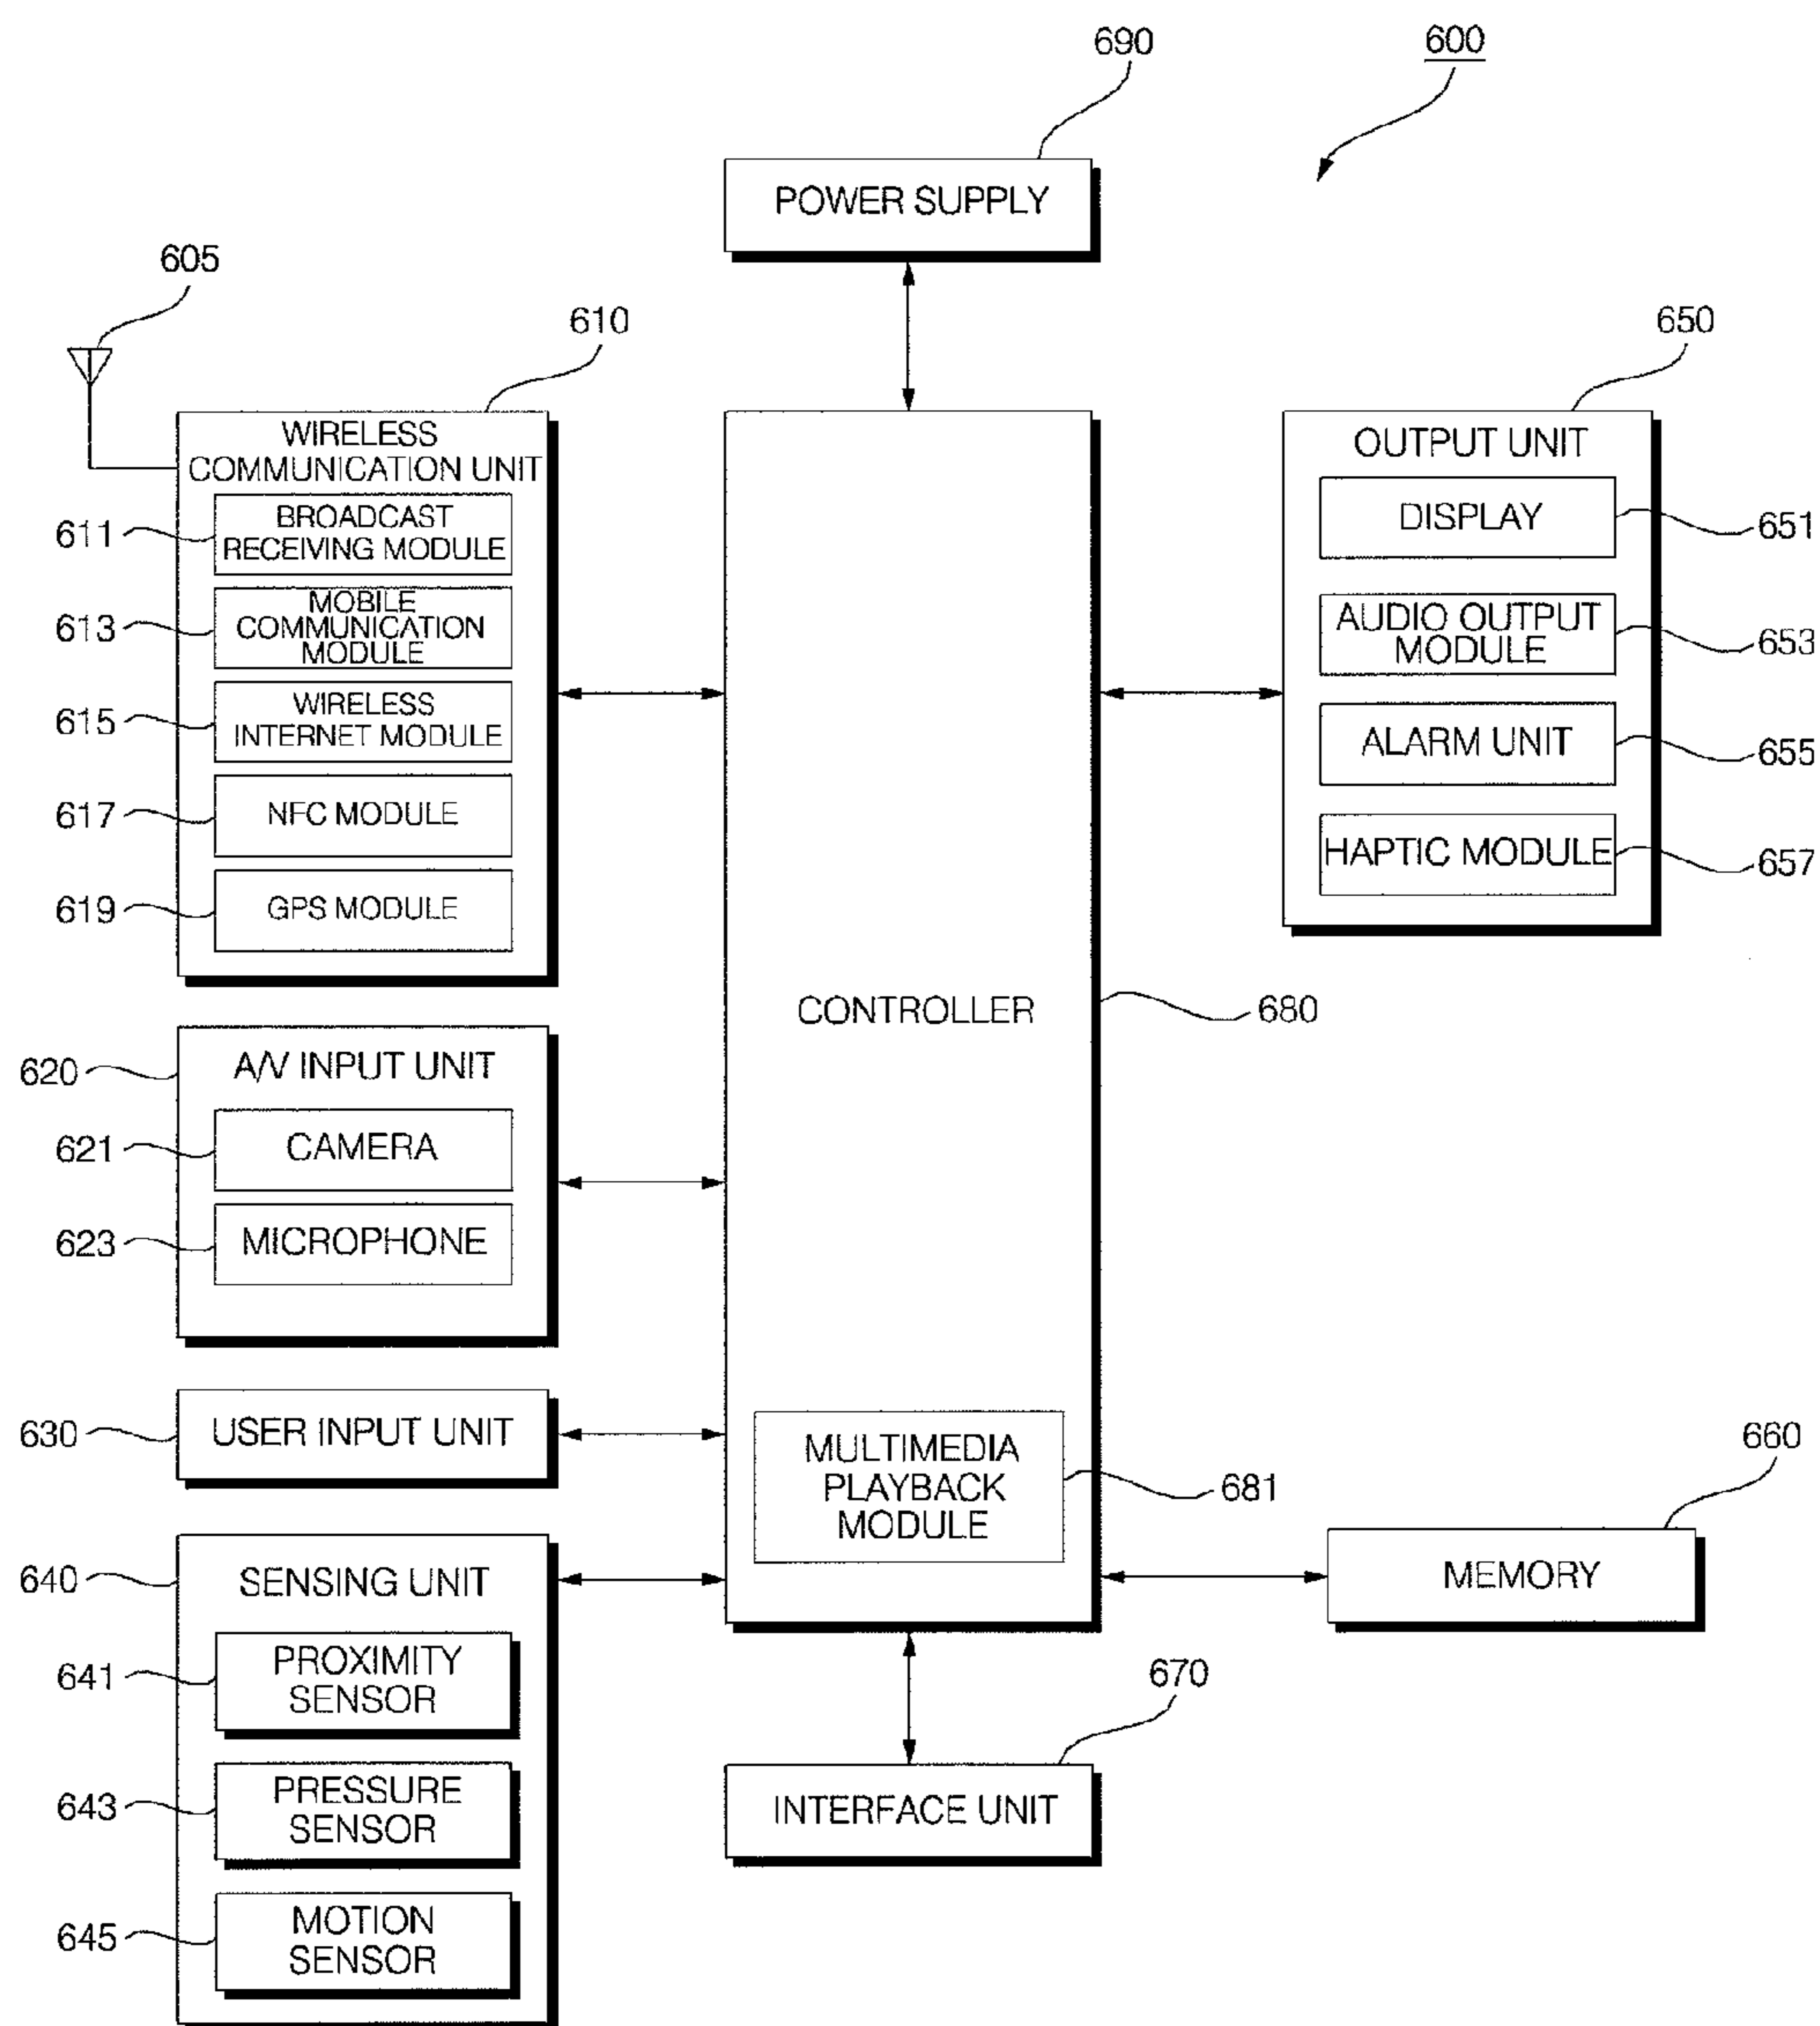 690
600
POWER SUPPLY
605
610
650
WIRELESS
COMMUNICATION UNIT
611
BROADCAST
RECEIVING MODULE
613
MOBILE
COMMUNICATION
MODULE
615
WIRELESS
INTERNET MODULE
617
NFC MODULE
619
GPS MODULE
OUTPUT UNIT
DISPLAY
651
AUDIO OUTPUT
MODULE
653
ALARM UNIT
655
HAPTIC MODULE
657
CONTROLLER
680
620
A/V INPUT UNIT
621
CAMERA
623
MICROPHONE
630
USER INPUT UNIT
MULTIMEDIA
PLAYBACK
MODULE
681
660
MEMORY
640
SENSING UNIT
641
PROXIMITY
SENSOR
643
PRESSURE
SENSOR
645
MOTION
SENSOR
670
INTERFACE UNIT